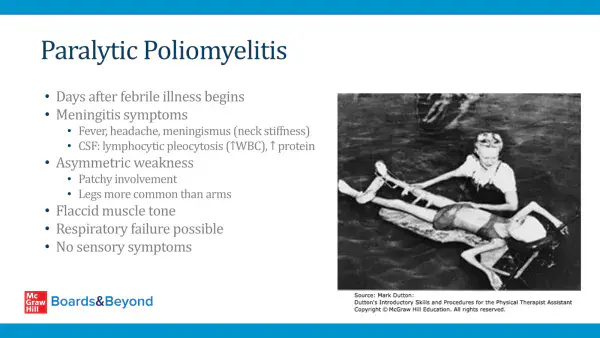 Paralytic Poliomyelitis
• Days after febrile illness begins
• Meningitis symptoms
• Fever, headache, meningismus (neck stiffness)
• CSF: lymphocytic pleocytosis (↑WBC), ↑ protein
• Asymmetric weakness
• Patchy involvement
• Legs more common than arms
• Flaccid muscle tone
• Respiratory failure possible
• No sensory symptoms
Source: Mark Dutton:
Dutton's Introductory Skills and Procedures for the Physical Therapist Assistant
Copyright © McGraw Hill Education. All rights reserved.
Mc
Graw
Hill
Boards&Beyond